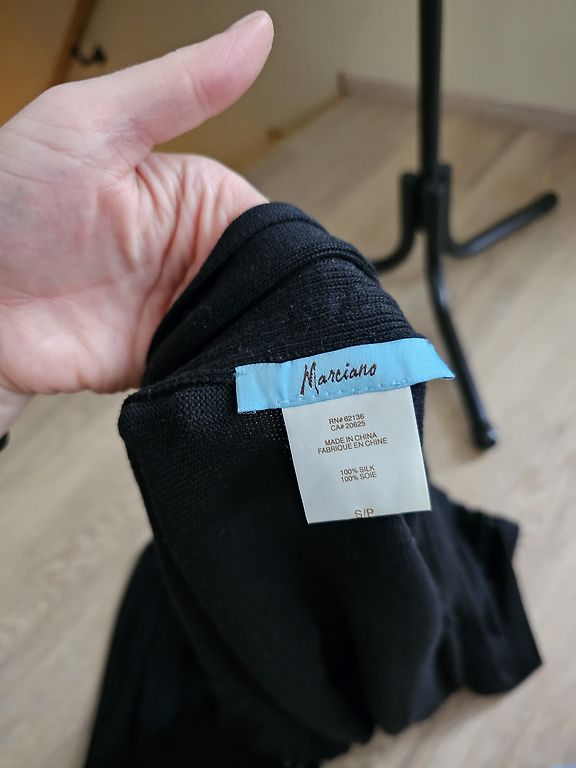 Marciano
RN# 62136
CA# 20625
MADE IN CHINA
FABRIQUE EN CHINE
100% SILK
100% SOIE
S/P